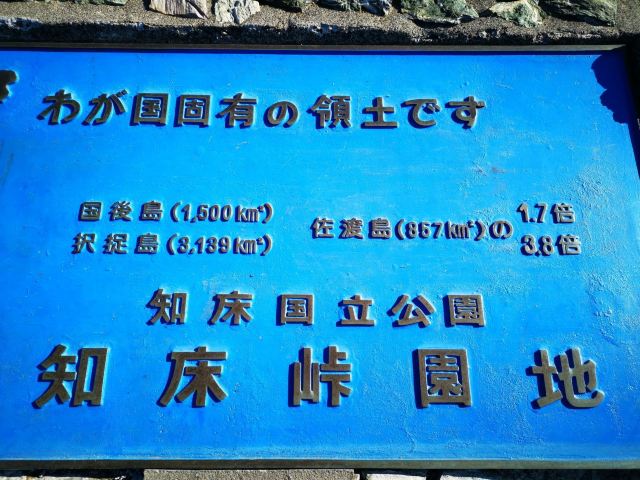 わが国固有の領土です
国後島(1,500k㎡) 佐渡島(857k㎡)の 1.7倍
択捉島(3,139k㎡) 3.8倍
知床国立公園
知床峠園地